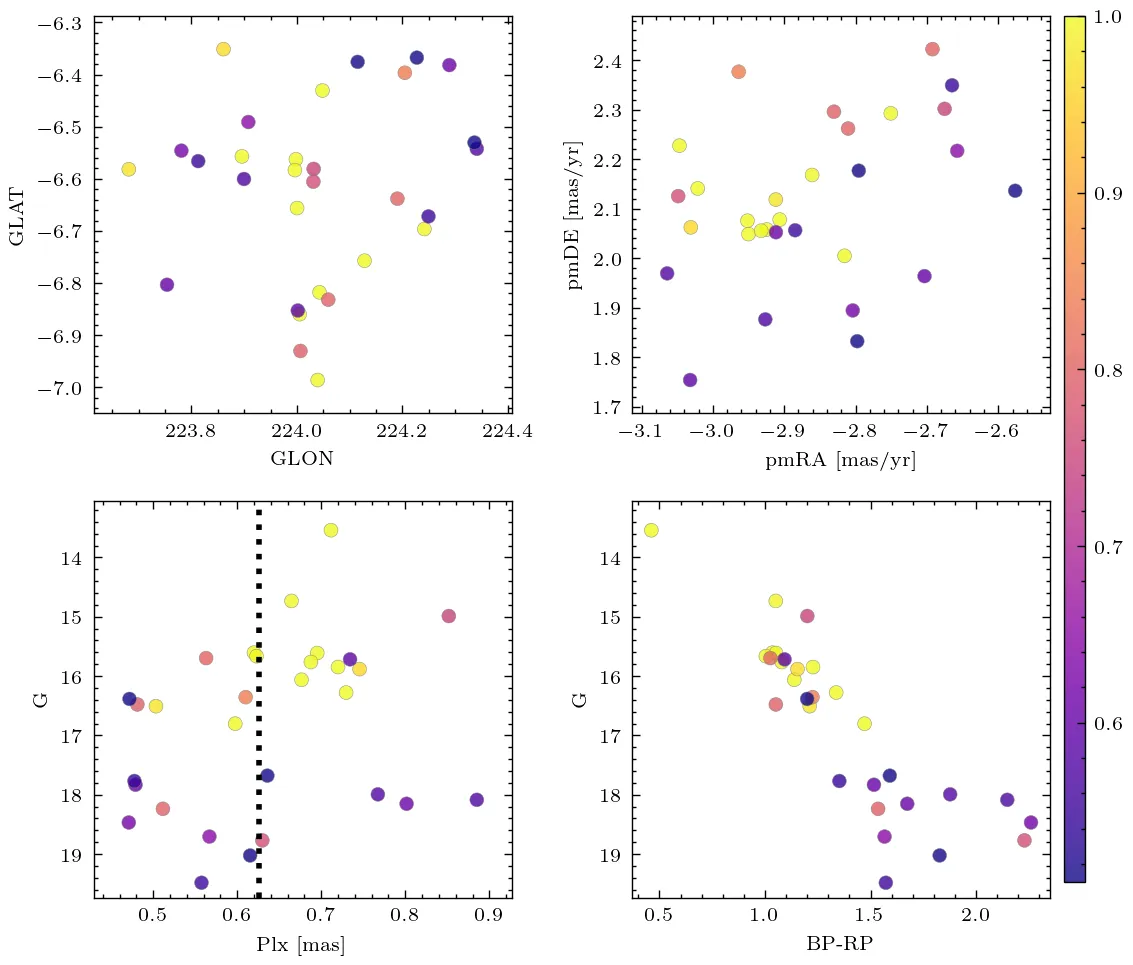 −6.3
−6.4
−6.5
−6.6
−6.7
−6.8
−6.9
−7.0
GLAT
223.8 224.0 224.2 224.4
GLON
2.4
2.3
2.2
2.1
2.0
1.9
1.8
1.7
pmDE [mas/yr]
−3.1 −3.0 −2.9 −2.8 −2.7 −2.6
pmRA [mas/yr]
1.0
0.9
0.8
0.7
0.6
14
15
16
17
18
19
G
0.5 0.6 0.7 0.8 0.9
Plx [mas]
14
15
16
17
18
19
G
0.5 1.0 1.5 2.0
BP-RP